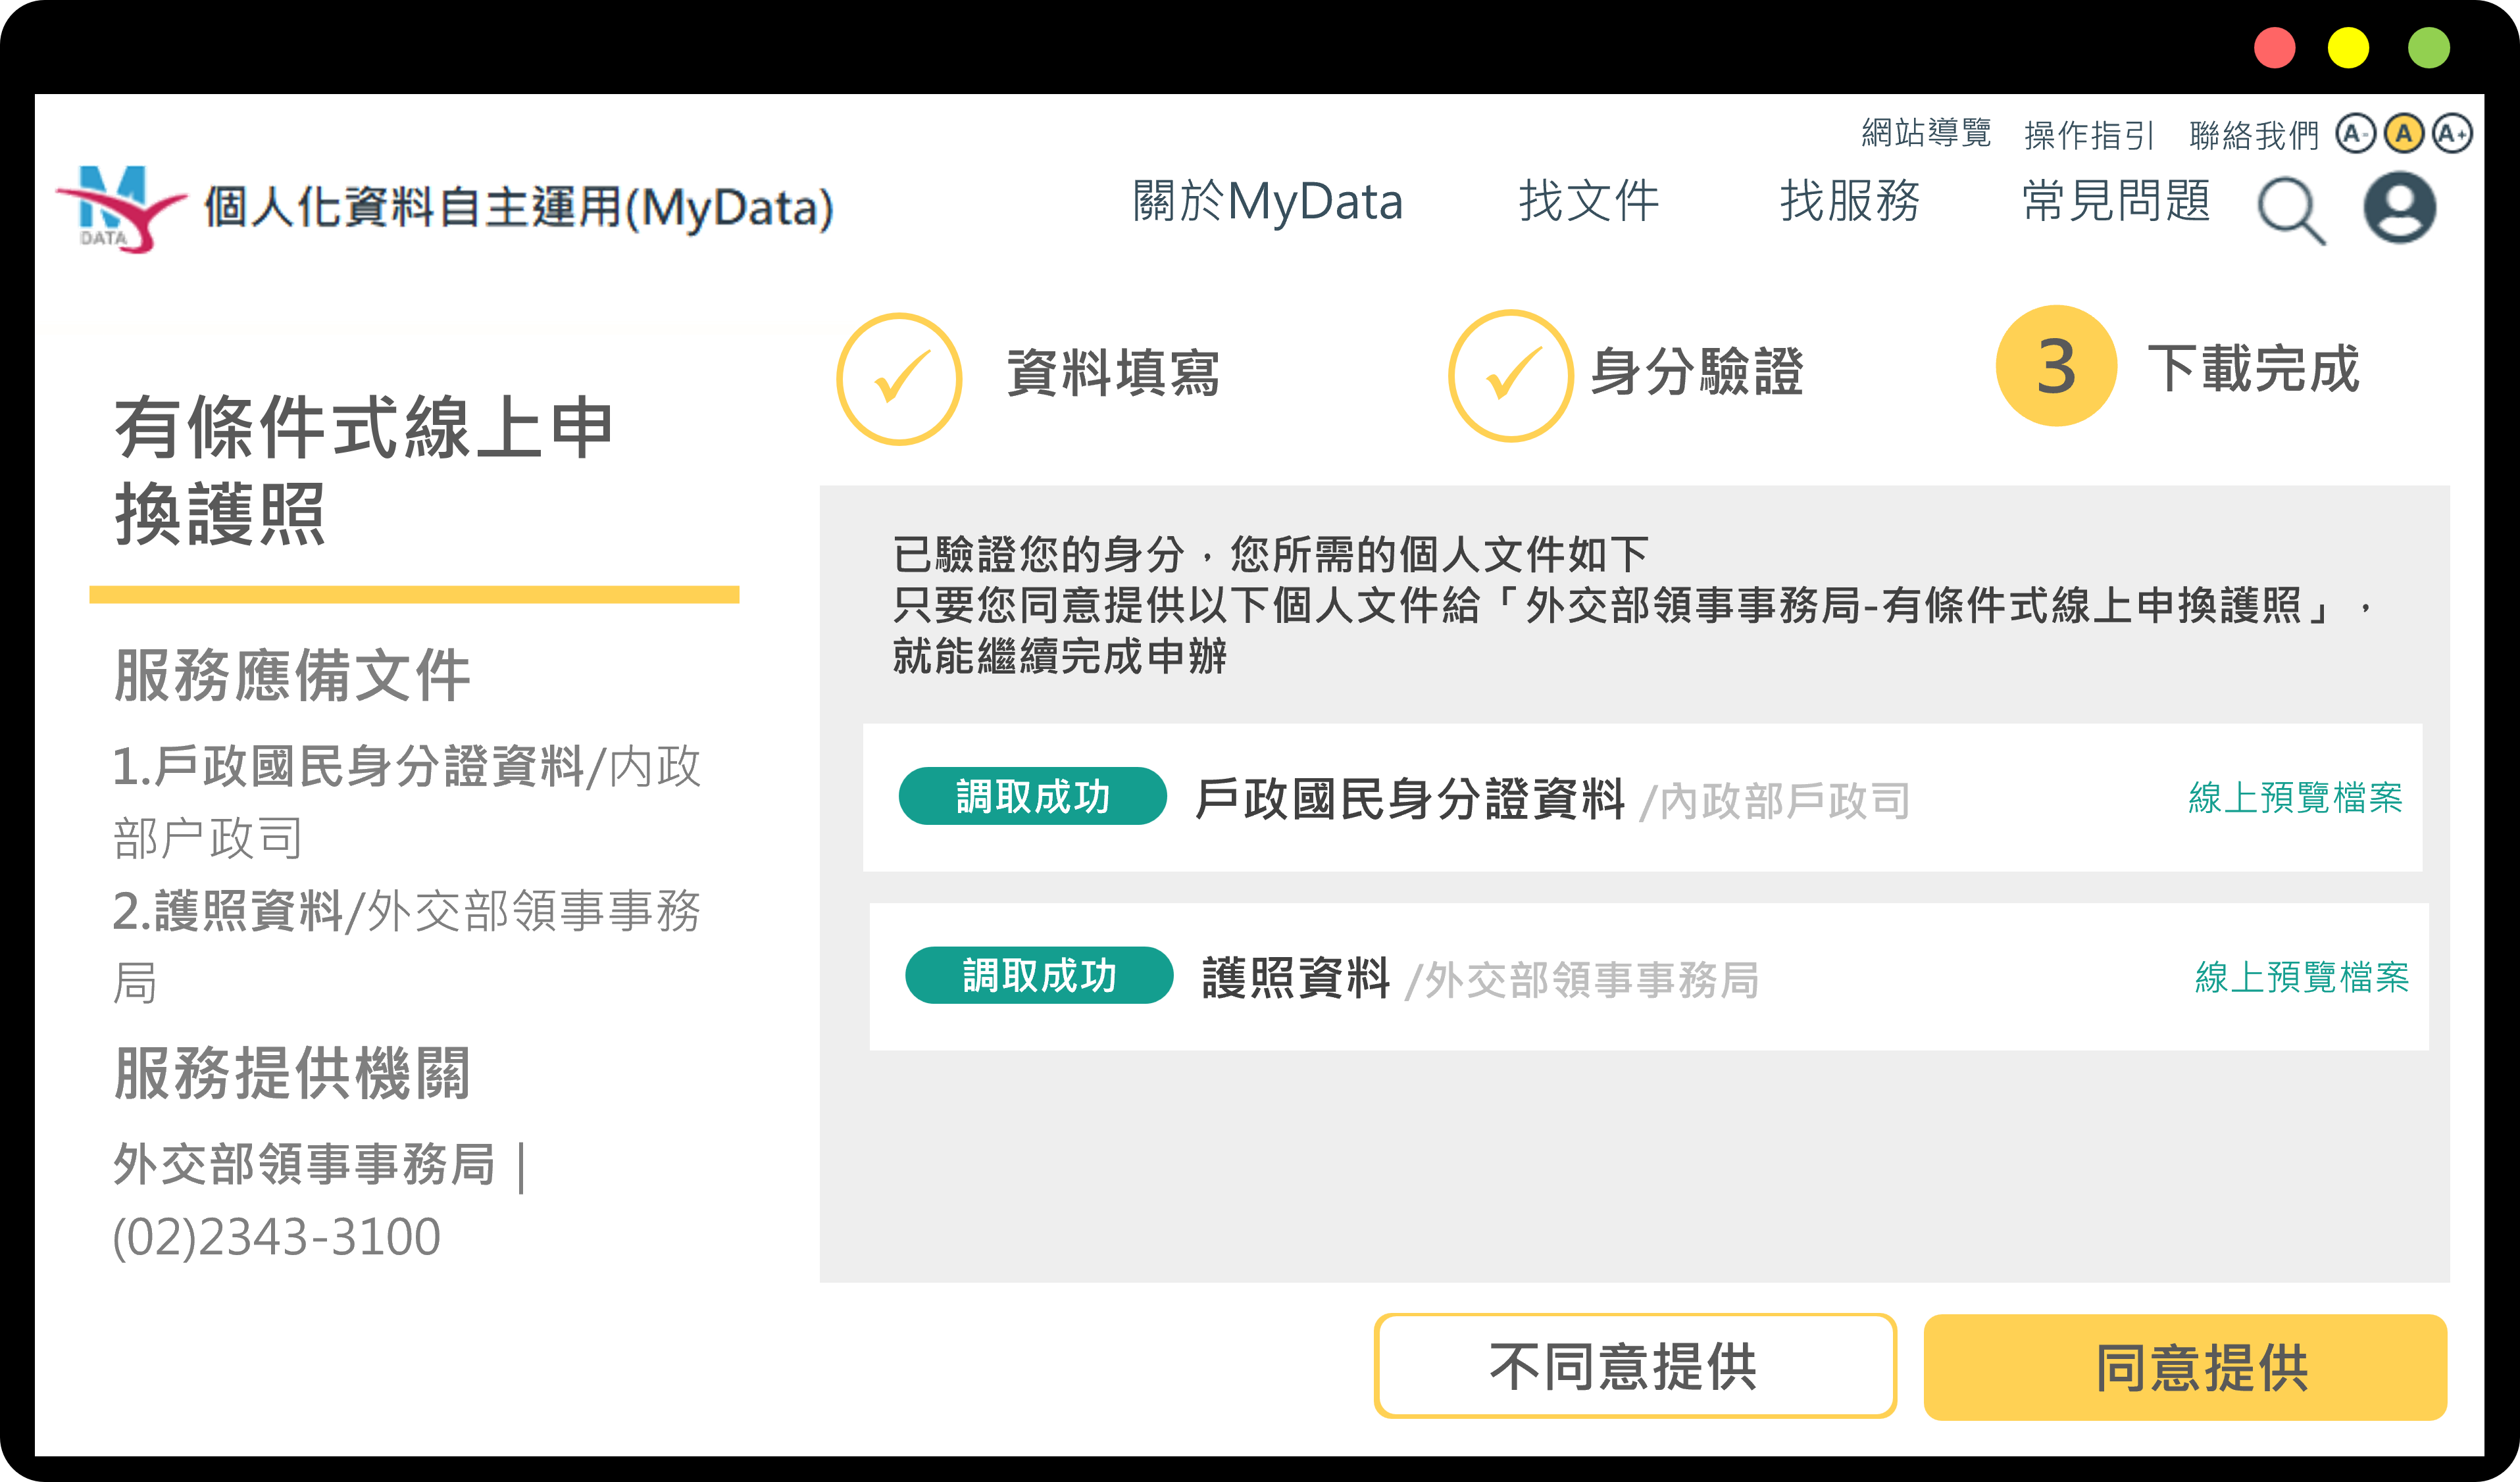 網站導覽 操作指引 聯絡我們 A- A A+
M DATA 個人化資料自主運用(MyData) 關於MyData 找文件 找服務 常見問題
資料填寫 身分驗證 3 下載完成
有條件式線上申
換護照
服務應備文件
1.戶政國民身分證資料/內政
部户政司
2.護照資料/外交部領事事務
局
服務提供機關
外交部領事事務局 |
(02)2343-3100
已驗證您的身分，您所需的個人文件如下
只要您同意提供以下個人文件給「外交部領事事務局-有條件式線上申換護照」，
就能繼續完成申辦
調取成功 戶政國民身分證資料 /內政部戶政司 線上預覽檔案
調取成功 護照資料 /外交部領事事務局 線上預覽檔案
不同意提供 同意提供